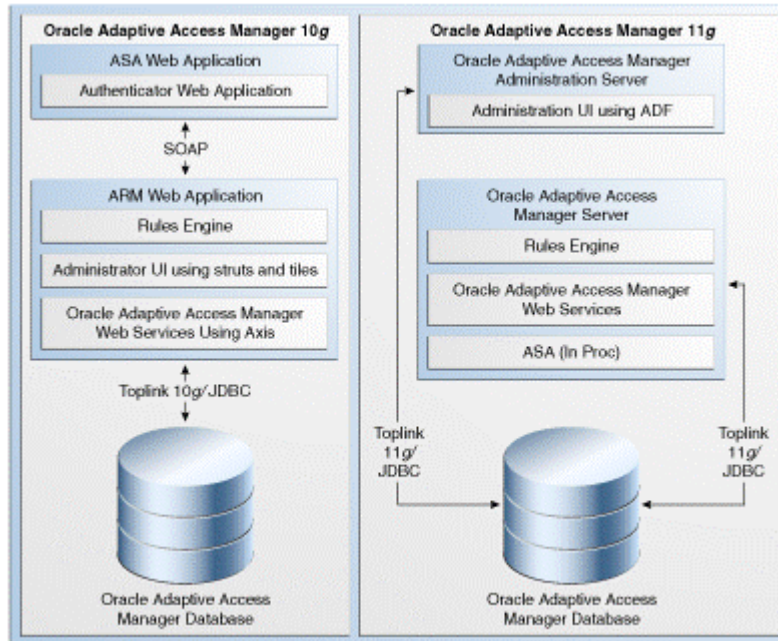 Oracle Adaptive Access Manager 10g
ASA Web Application
Authenticator Web Application
SOAP
ARM Web Application
Rules Engine
Administrator UI using struts and tiles
Oracle Adaptive Access Manager
Web Services Using Axis
Toplink 10g/JDBC
Oracle Adaptive Access
Manager Database
Oracle Adaptive Access Manager 11g
Oracle Adaptive Access Manager
Administration Server
Administration UI using ADF
Oracle Adaptive Access
Manager Server
Rules Engine
Oracle Adaptive Access Manager
Web Services
ASA (In Proc)
Toplink
11g/
JDBC
Toplink
11g/
JDBC
Oracle Adaptive Access
Manager Database